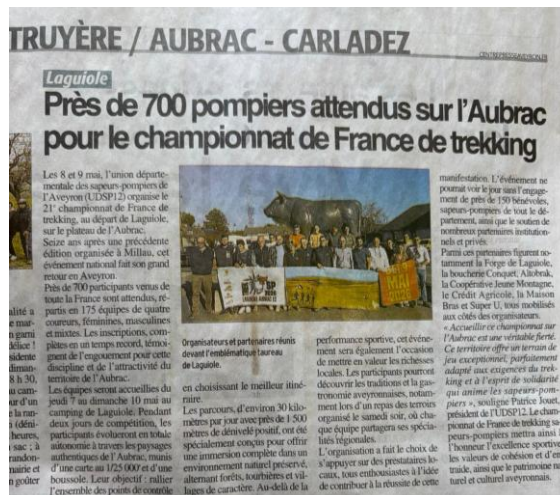 TRUYÈRE / AUBRAC - CARLADEZ
CENTREPRESSEAVEYRON.FR
Laguiole
Près de 700 pompiers attendus sur l'Aubrac
pour le championnat de France de trekking
Les 8 et 9 mai, l'union départe-
mentale des sapeurs-pompiers de
l'Aveyron (UDSP12) organise le
21e championnat de France de
trekking, au départ de Laguiole,
sur le plateau de l'Aubrac.
Seize ans après une précédente
édition organisée à Millau, cet
événement national fait son grand
retour en Aveyron.
Près de 700 participants venus de
toute la France sont attendus, ré-
partis en 175 équipes de quatre
coureurs, féminines, masculines
et mixtes. Les inscriptions, com-
plètes en un temps record, témoi-
gnent de l'engouement pour cette
discipline et de l'attractivité du
territoire de l'Aubrac.
Les équipes seront accueillies du
jeudi 7 au dimanche 10 mai au
camping de Laguiole. Pendant
deux jours de compétition, les
participants évolueront en totale
autonomie à travers les paysages
authentiques de l'Aubrac, munis
d'une carte au 1/25 000e et d'une
boussole. Leur objectif : rallier
l'ensemble des points de contrôle
Organisateurs et partenaires réunis
devant l'emblématique taureau
de Laguiole.
en choisissant le meilleur itiné-
raire.
Les parcours, d'environ 30 kilo-
mètres par jour avec près de 1 500
mètres de dénivelé positif, ont été
spécialement conçus pour offrir
une immersion complète dans un
environnement naturel préservé,
alternant forêts, tourbières et vil-
lages de caractère. Au-delà de la
performance sportive, cet événe-
ment sera également l'occasion
de mettre en valeur les richesses
locales. Les participants pourront
découvrir les traditions et la gas-
tronomie aveyronnaises, notam-
ment lors d'un repas des terroirs
organisé le samedi soir, où cha-
que équipe partagera ses spécia-
lités régionales.
L'organisation a fait le choix de
s'appuyer sur des prestataires lo-
caux, tous enthousiastes à l'idée
de contribuer à la réussite de cette
manifestation. L'événement ne
pourrait voir le jour sans l'engage-
ment de près de 150 bénévoles,
sapeurs-pompiers de tout le dé-
partement, ainsi que le soutien de
nombreux partenaires institution-
nels et privés.
Parmi ces partenaires figurent no-
tamment la Forge de Laguiole,
la boucherie Conquet, Altobrak,
la Coopérative Jeune Montagne,
le Crédit Agricole, la Maison
Bras et Super U, tous mobilisés
aux côtés des organisateurs.
« Accueillir ce championnat sur
l'Aubrac est une véritable fierté.
Ce territoire offre un terrain de
jeu exceptionnel, parfaitement
adapté aux exigences du trek-
king et à l'esprit de solidarité
qui anime les sapeurs-pom-
piers », souligne Patrice Jouet,
président de l'UDSP12. Le cham-
pionnat de France de trekking sa-
peurs-pompiers mettra ainsi à
l'honneur l'excellence sportive,
les valeurs de cohésion et d'en-
traide, ainsi que le patrimoine na-
turel et culturel aveyronnais.